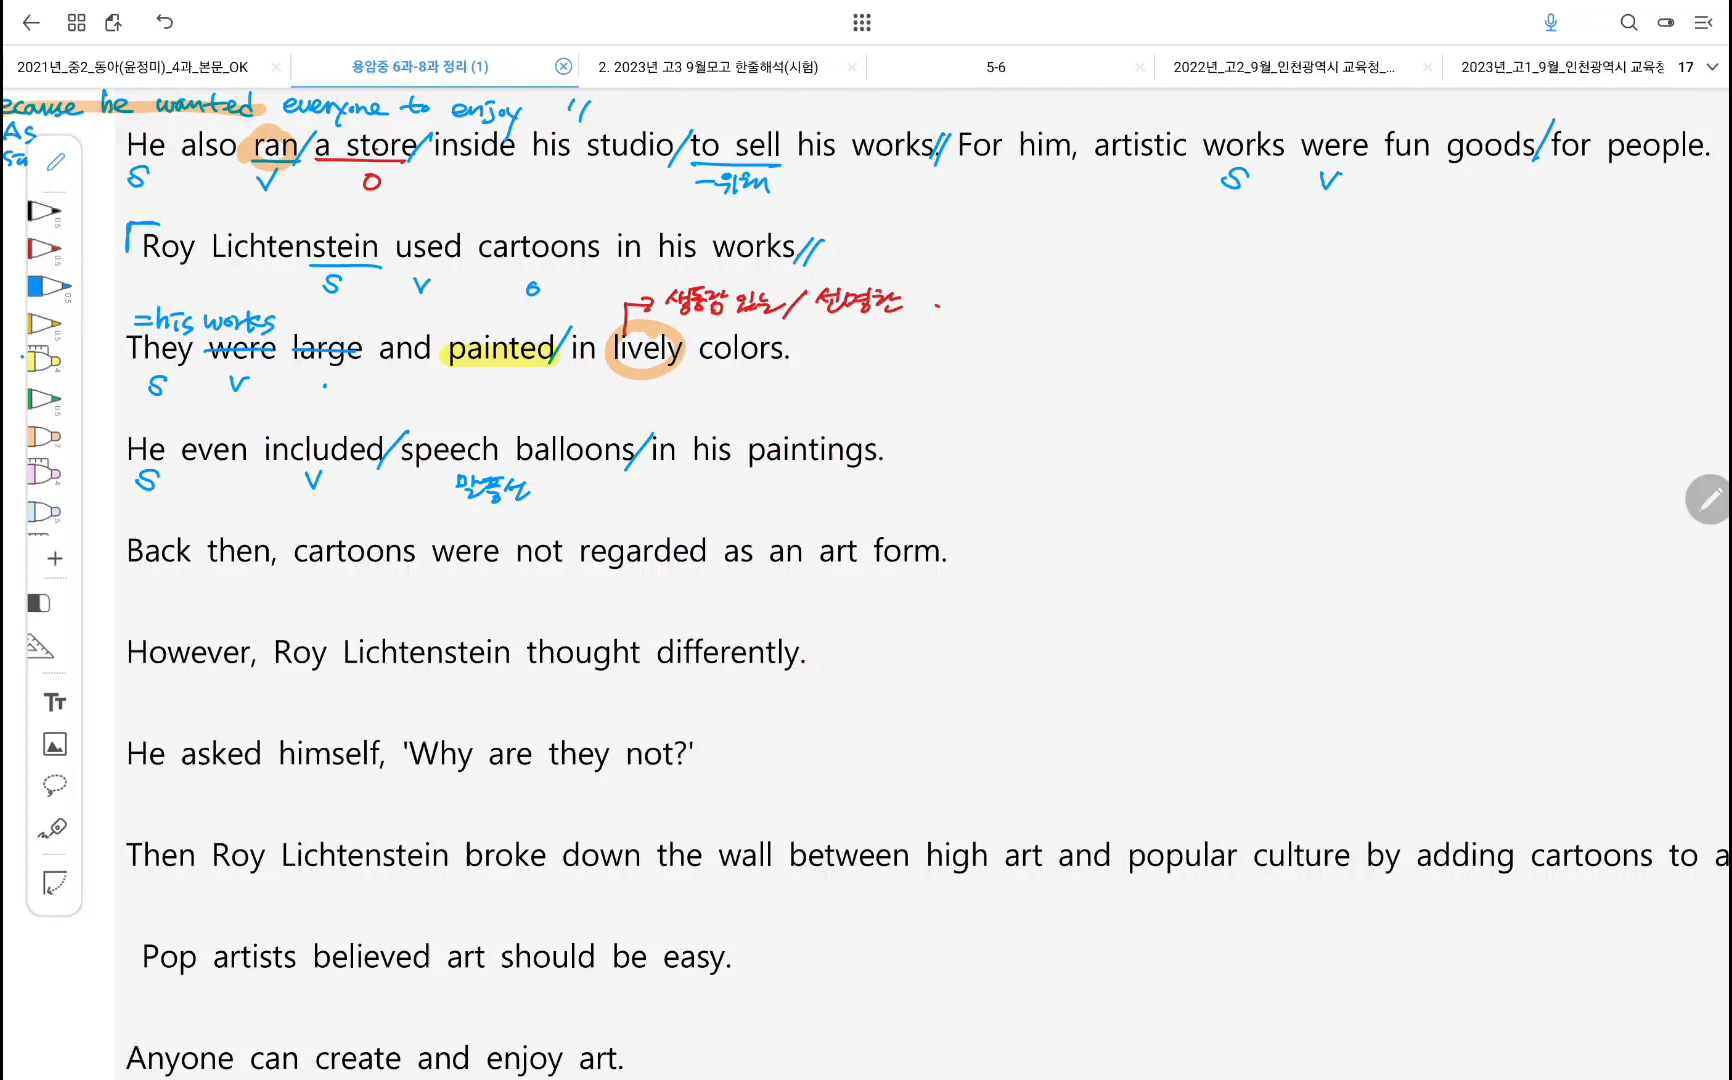 2021년_중2_동아(윤정미)_4과_본문_OK
용암중 6과-8과 정리 (1)
2. 2023년 고3 9월모고 한줄해석(시험)
5-6
2022년_고2_9월_인천광역시 교육청_...
2023년_고1_9월_인천광역시 교육청
17
ecause he wanted everyone to enjoy
As
He also ran a store inside his studio to sell his works. For him, artistic works were fun goods for people.
S V O ~위해 S V
Roy Lichtenstein used cartoons in his works
S V O
생동감 있는/ 선명한
=his works
They were large and painted in lively colors.
S V
He even included speech balloons in his paintings.
S V 말풍선
Back then, cartoons were not regarded as an art form.
However, Roy Lichtenstein thought differently.
He asked himself, 'Why are they not?'
Then Roy Lichtenstein broke down the wall between high art and popular culture by adding cartoons to a
Pop artists believed art should be easy.
Anyone can create and enjoy art.